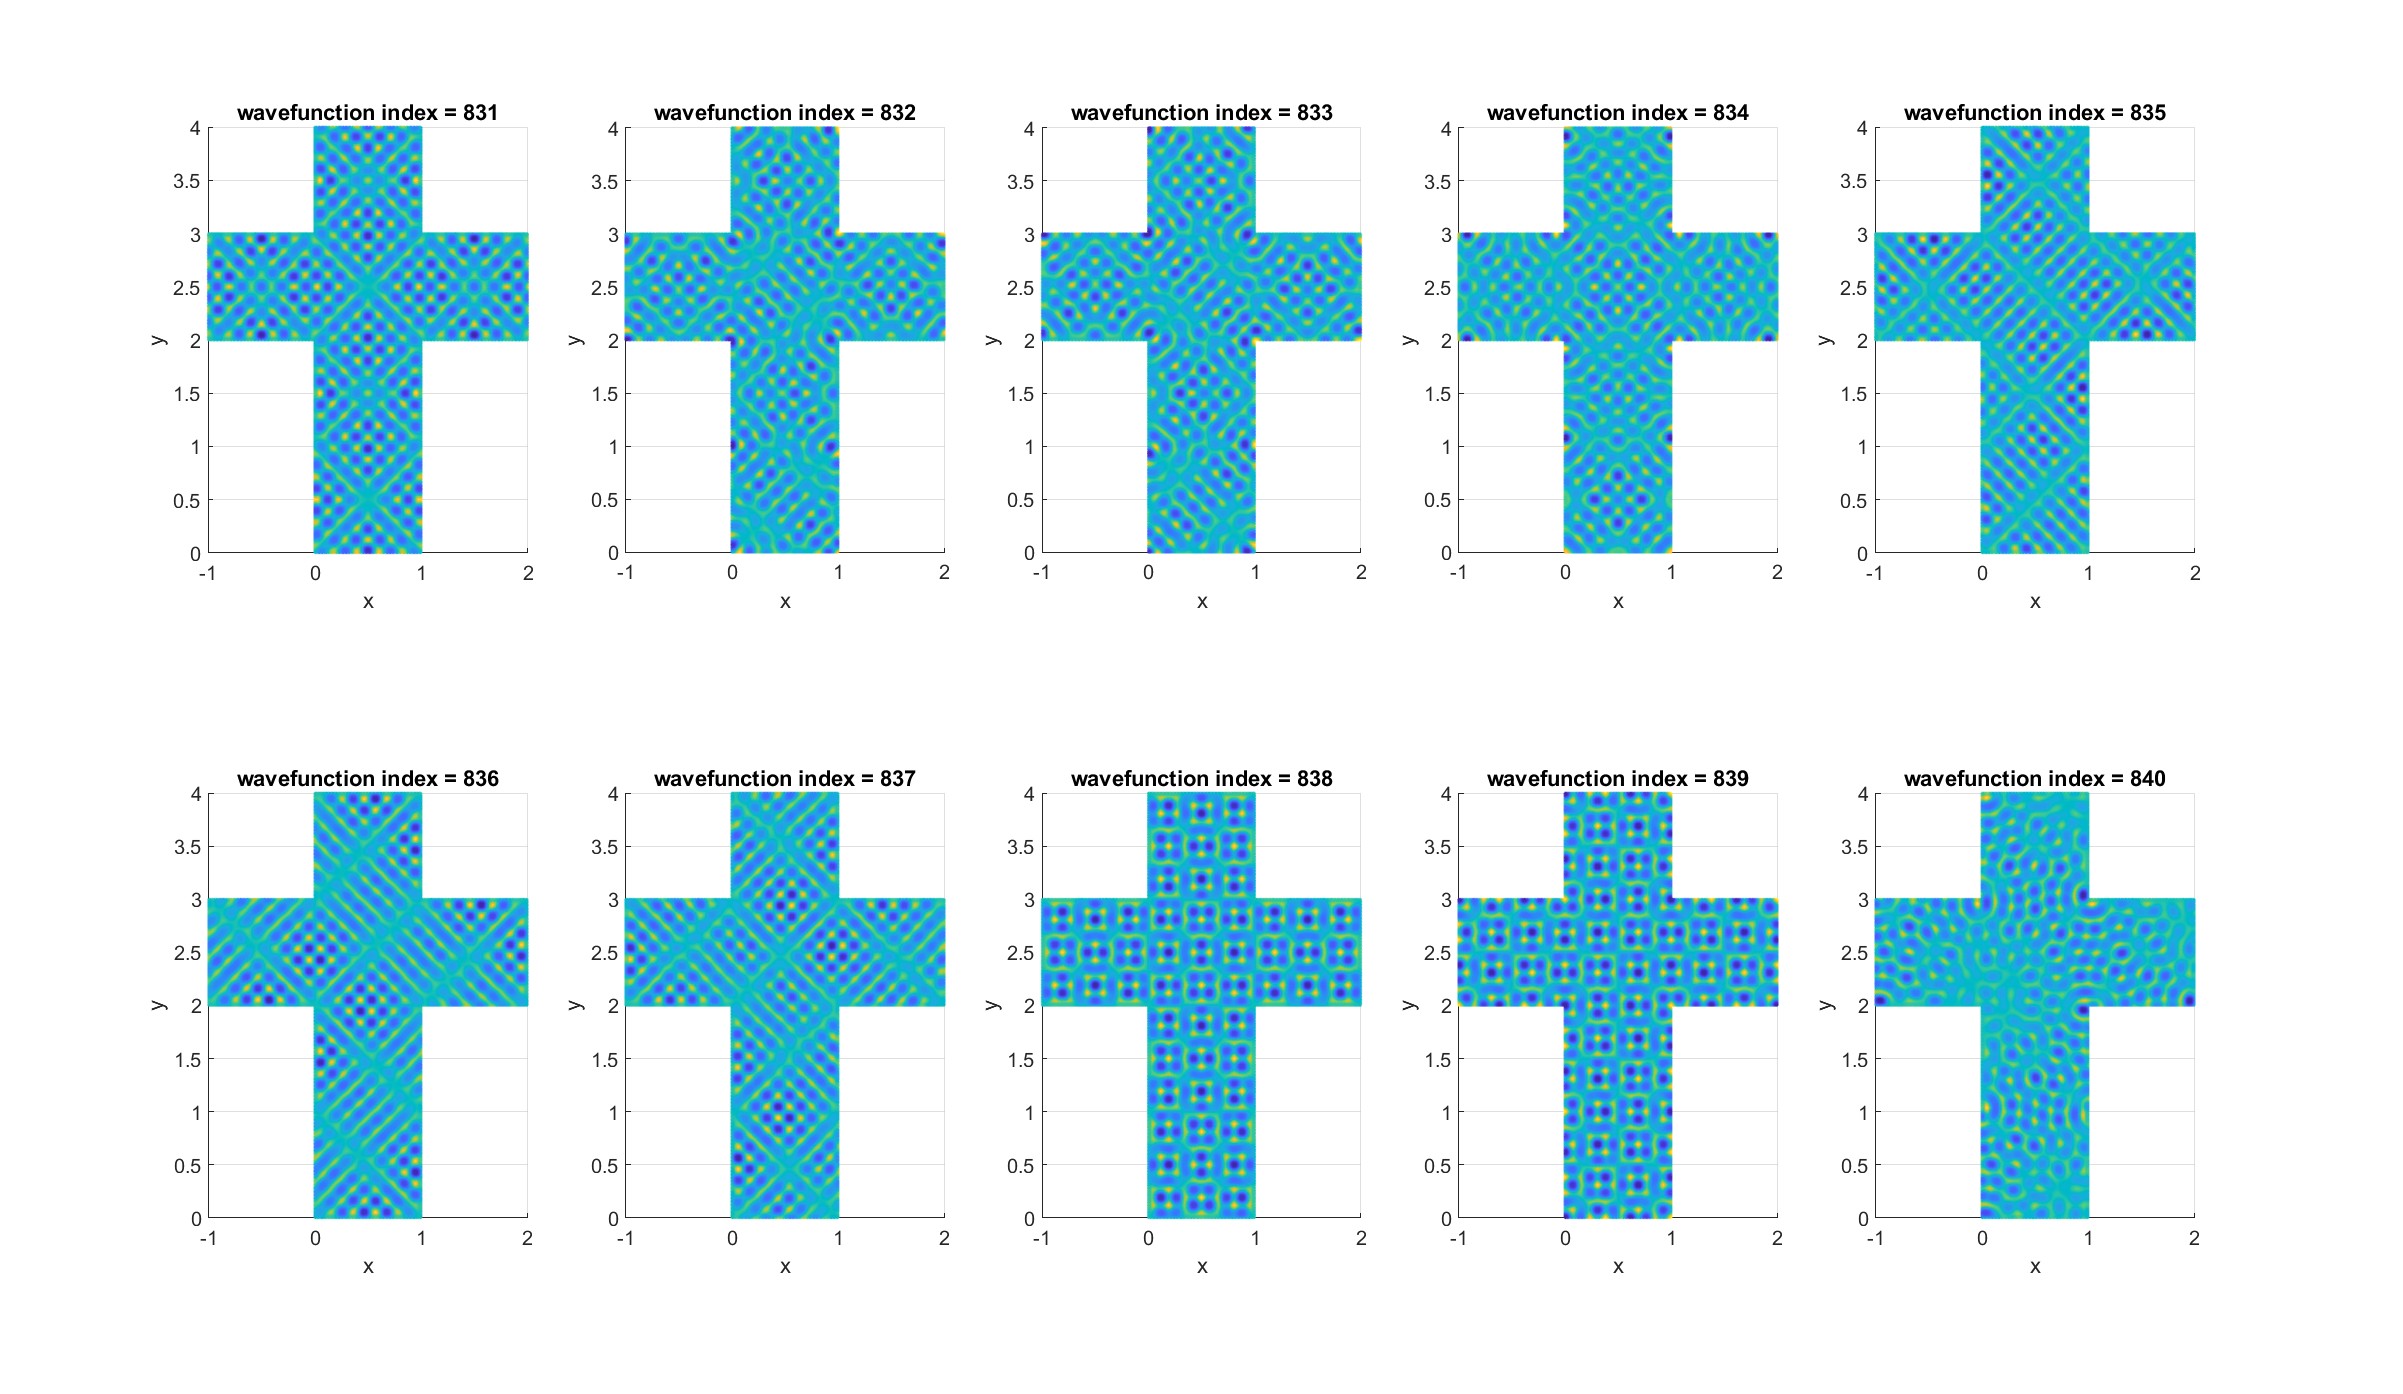 wavefunction index = 831
wavefunction index = 832
wavefunction index = 833
wavefunction index = 834
wavefunction index = 835
4 4 4 4 4
3.5 3.5 3.5 3.5 3.5
3 3 3 3 3
2.5 2.5 2.5 2.5 2.5
y 2 y 2 y 2 y 2 y 2
1.5 1.5 1.5 1.5 1.5
1 1 1 1 1
0.5 0.5 0.5 0.5 0.5
0 0 0 0 0
-1 0 1 2 -1 0 1 2 -1 0 1 2 -1 0 1 2 -1 0 1 2
x x x x x
wavefunction index = 836
wavefunction index = 837
wavefunction index = 838
wavefunction index = 839
wavefunction index = 840
4 4 4 4 4
3.5 3.5 3.5 3.5 3.5
3 3 3 3 3
2.5 2.5 2.5 2.5 2.5
y 2 y 2 y 2 y 2 y 2
1.5 1.5 1.5 1.5 1.5
1 1 1 1 1
0.5 0.5 0.5 0.5 0.5
0 0 0 0 0
-1 0 1 2 -1 0 1 2 -1 0 1 2 -1 0 1 2 -1 0 1 2
x x x x x